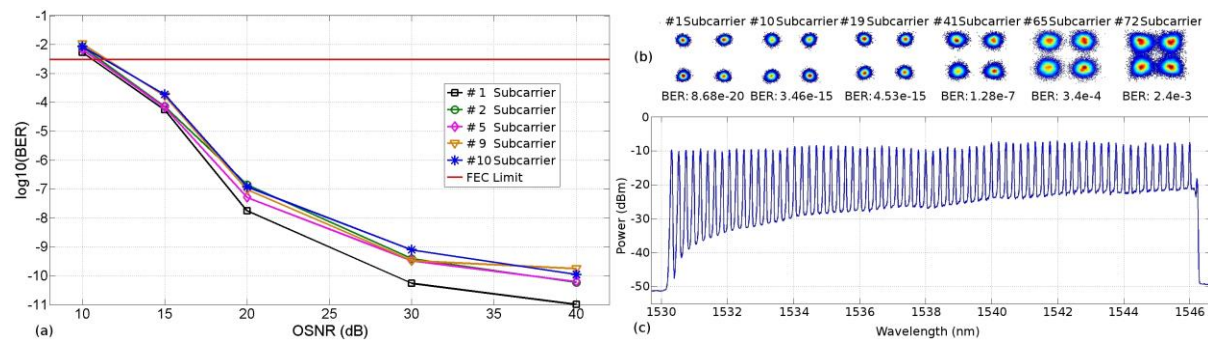 -1
-2
-3
-4
-5
-6
-7
-8
-9
-10
-11
log10(BER)
# 1 Subcarrier
# 2 Subcarrier
# 5 Subcarrier
# 9 Subcarrier
#10 Subcarrier
FEC Limit
10 15 20 25 30 35 40
(a) OSNR (dB)
#1Subcarrier #10 Subcarrier #19 Subcarrier #41Subcarrier #65 Subcarrier #72 Subcarrier
(b)
BER: 8.68e-20 BER: 3.46e-15 BER: 4.53e-15 BER:1.28e-7 BER: 3.4e-4 BER: 2.4e-3
0
-10
-20
-30
-40
-50
Power (dBm)
1530 1532 1534 1536 1538 1540 1542 1544 1546
(c) Wavelength (nm)